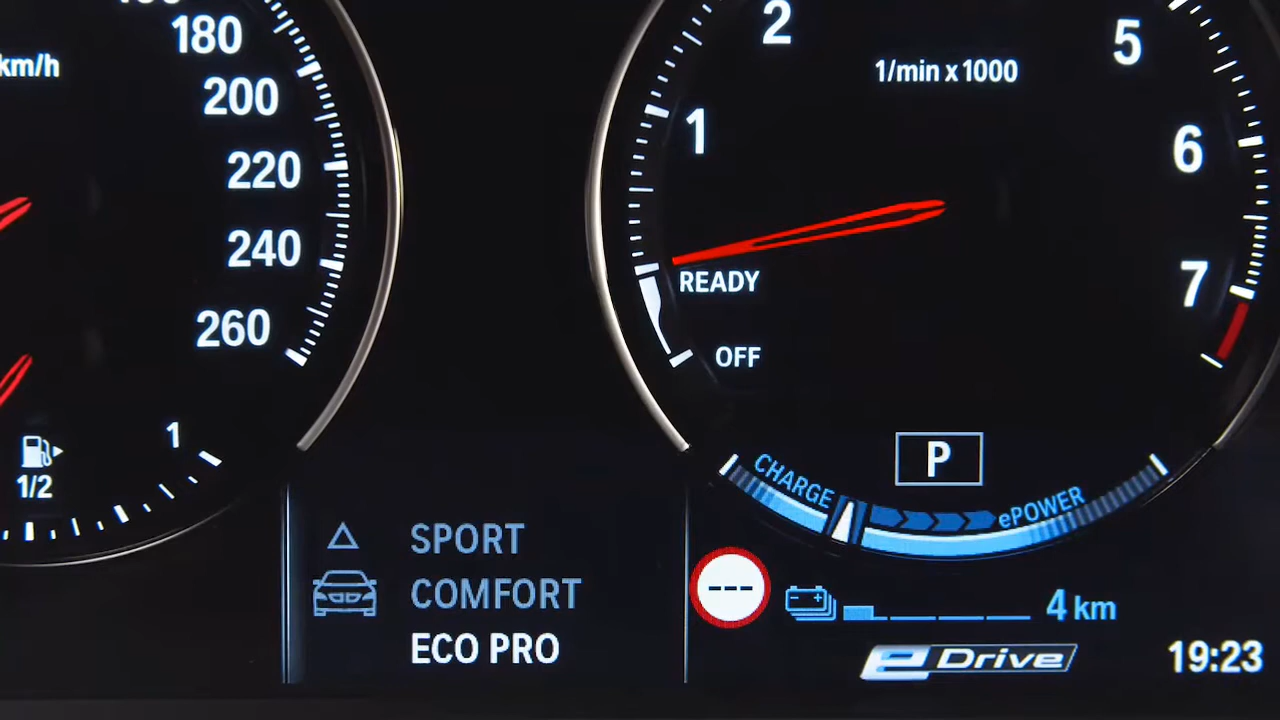 180
km/h
200
220
240
260
1
1/2
2
5
1/min x 1000
1
6
7
READY
OFF
P
CHARGE
ePOWER
SPORT
COMFORT
ECO PRO
---
4 km
eDrive
19:23